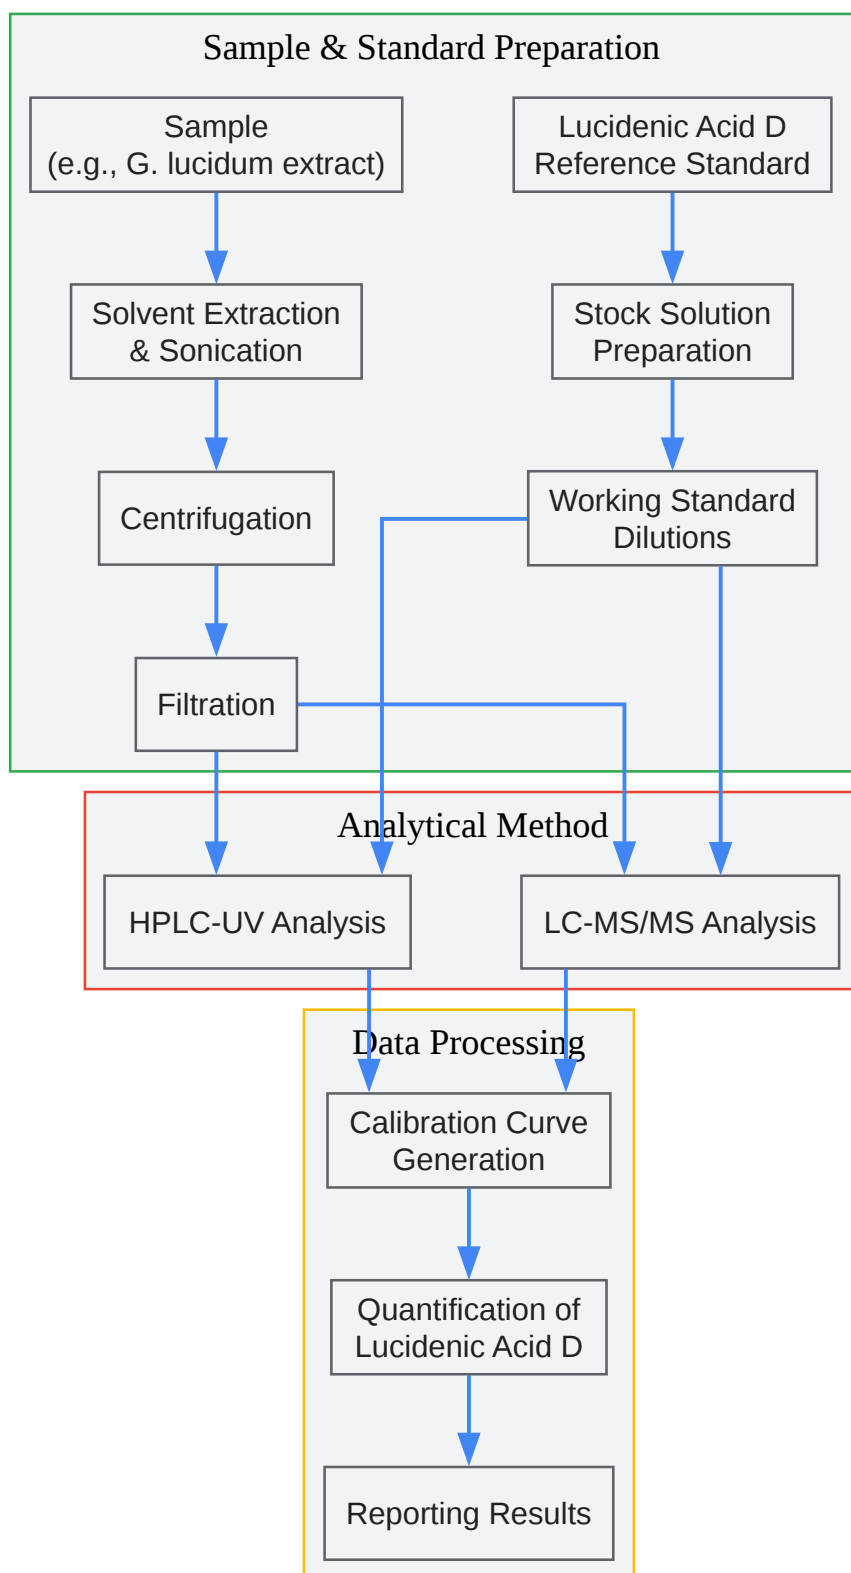 Sample & Standard Preparation
Sample
(e.g., G. lucidum extract)
Lucidenic Acid D
Reference Standard
Solvent Extraction
& Sonication
Stock Solution
Preparation
Centrifugation
Working Standard
Dilutions
Filtration
Analytical Method
HPLC-UV Analysis
LC-MS/MS Analysis
Data Processing
Calibration Curve
Generation
Quantification of
Lucidenic Acid D
Reporting Results